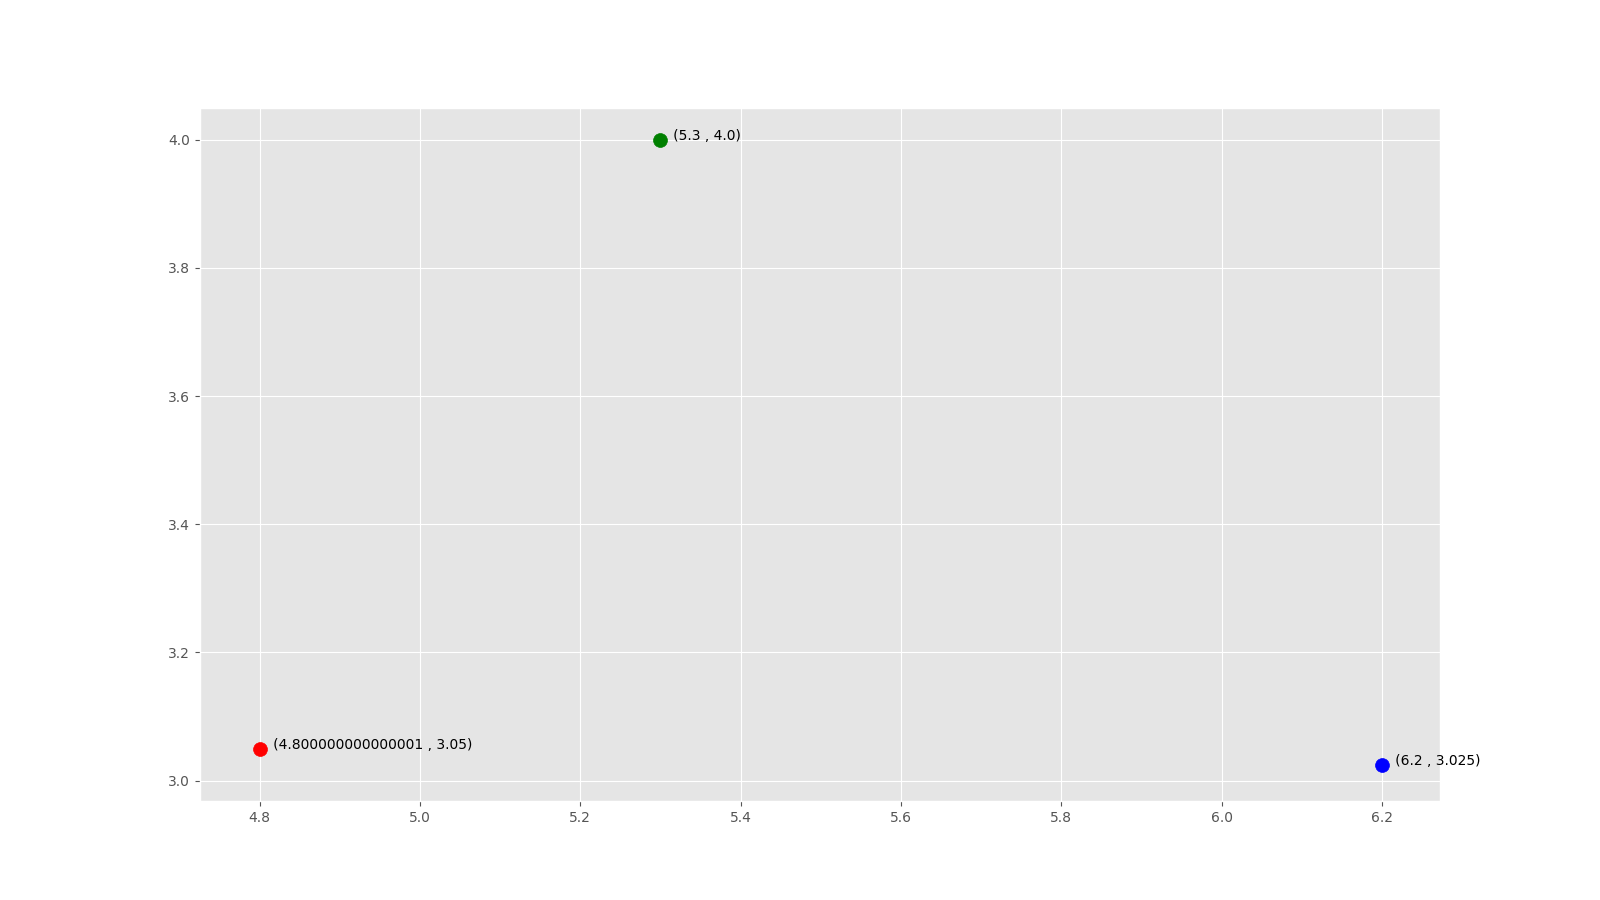 4.0
(5.3 , 4.0)
3.8
3.6
3.4
3.2
(4.800000000000001 , 3.05)
(6.2 , 3.025)
3.0
4.8 5.0 5.2 5.4 5.6 5.8 6.0 6.2